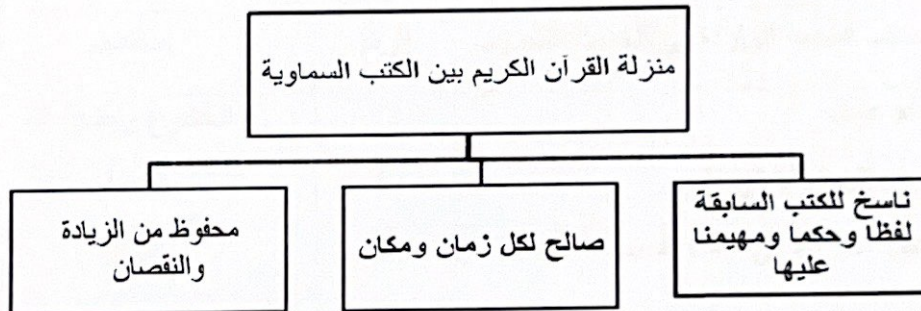 منزلة القرآن الكريم بين الكتب السماوية
ناسخ للكتب السابقة
لفظا وحكما ومهيمنا
عليها
صالح لكل زمان ومكان
محفوظ من الزيادة
والنقصان